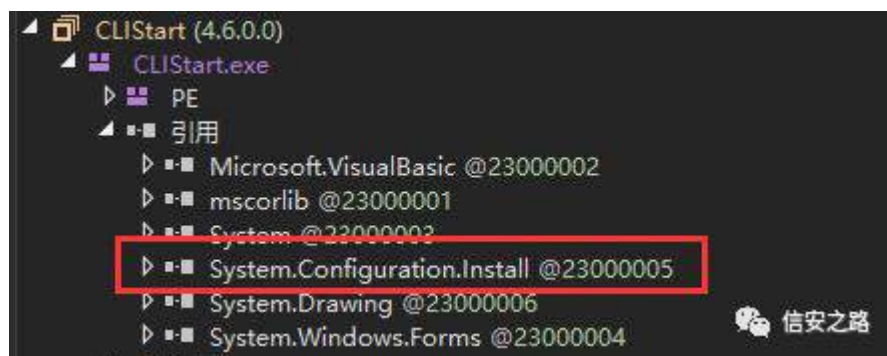 CLIStart (4.6.0.0)
CLIStart.exe
PE
引用
Microsoft.VisualBasic @23000002
mscorlib @23000001
System @23000003
System.Configuration.Install @23000005
System.Drawing @23000006
System.Windows.Forms @23000004
信安之路